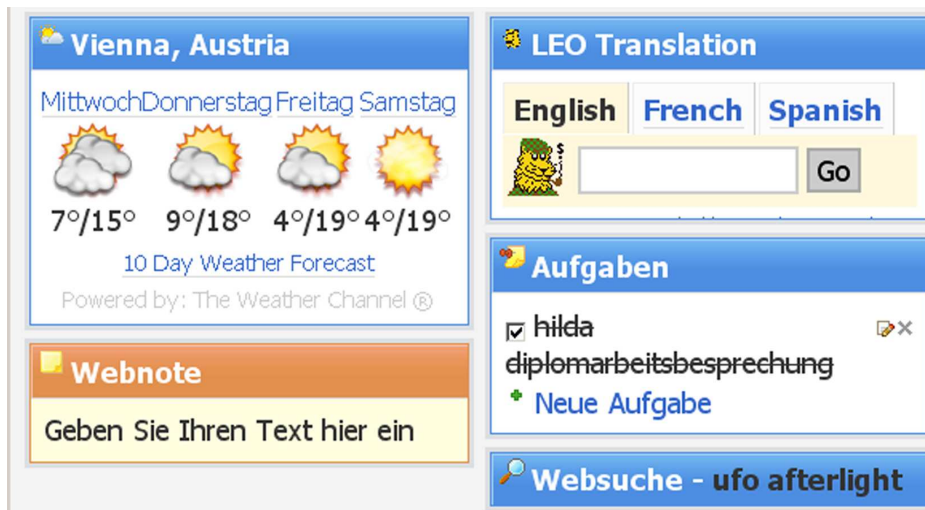 Vienna, Austria
Mittwoch Donnerstag Freitag Samstag
7°/15° 9°/18° 4°/19° 4°/19°
10 Day Weather Forecast
Powered by: The Weather Channel ®
Webnote
Geben Sie Ihren Text hier ein
LEO Translation
English French Spanish
$
Go
Aufgaben
hilda
diplomarbeitsbesprechung
Neue Aufgabe
Websuche - ufo afterlight